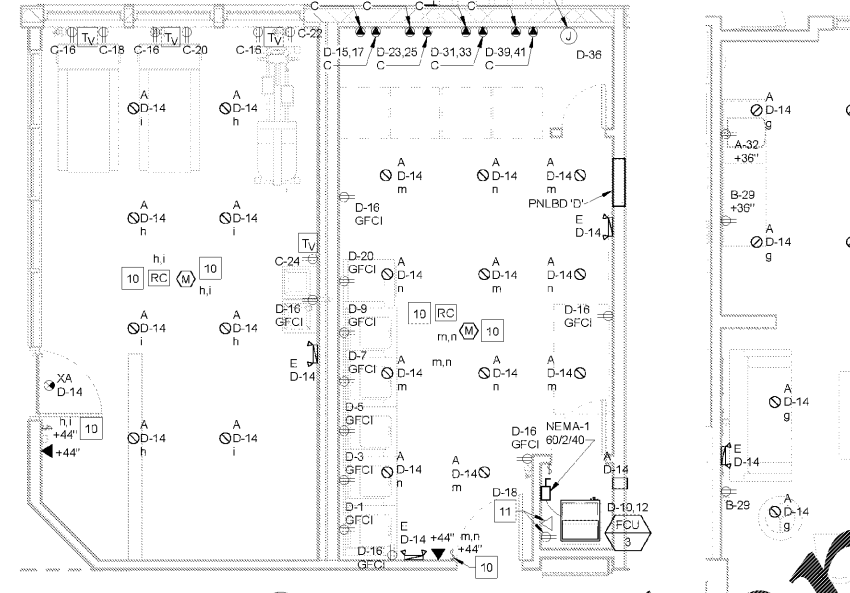 C C C C
Tv Tv Tv
C-16 C-18 C-16 C-20 C-16 C-22
D-15,17 D-23,25 D-31,33 D-39,41
C C C C
J
D-36
A
D-14
i
A
D-14
h
A
D-14
h
A
D-14
i
h,i
10 RC M 10
h,i
A
D-14
i
A
D-14
h
XA
D-14
h,i
+44"
10
+44"
A
D-14
h
A
D-14
i
Tv
C-24
D-16
GFCI
E
D-14
A
D-14
m
A
D-14
n
A
D-14
m
D-16
GFCI
PNLBD 'D'
E
D-14
D-20
GFCI
A
D-14
n
A
D-14
m
A
D-14
n
D-9
GFCI
10 RC
m,n M 10
m,n
D-16
GFCI
D-7
GFCI
A
D-14
m
A
D-14
n
A
D-14
m
D-5
GFCI
D-16
GFCI
NEMA-1
60/2/40
D-3
GFCI
A
D-14
n
A
D-14
m
A
D-14
D-18
11
D-10,12
FCU
3
D-1
GFCI
D-16
GFCI
E
D-14
+44"
m,n
+44"
10
A
D-14
g
A-32
+36"
B-29
+36"
A
D-14
g
A
D-14
g
E
D-14
B-29
A
D-14
g